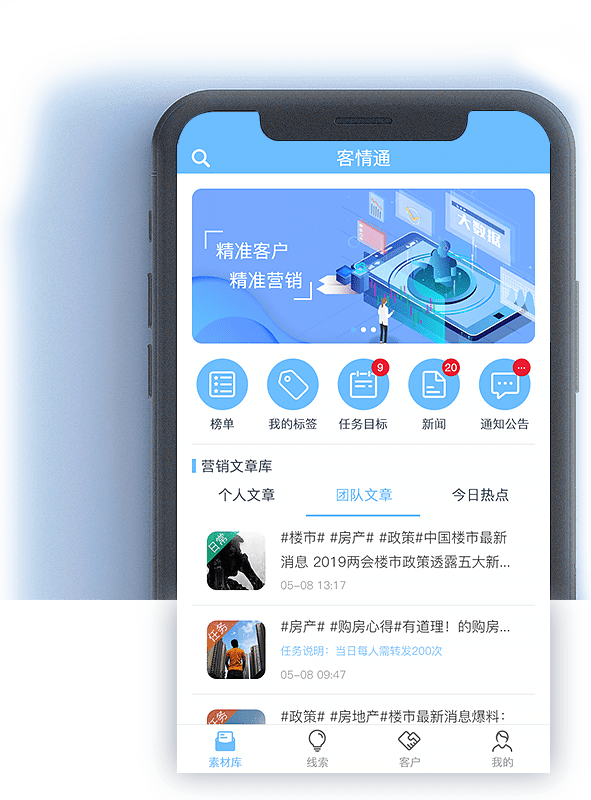 客情通
大数据
精准客户
精准营销
9
20
...
榜单
我的标签
任务目标
新闻
通知公告
营销文章库
个人文章
团队文章
今日热点
日常
#楼市# #房产# #政策#中国楼市最新
消息 2019两会楼市政策透露五大新...
05-08 13:17
任务
#房产# #购房心得#有道理！的购房...
任务说明：当日每人需转发200次
05-08 09:47
任务
#政策# #房地产#楼市最新消息爆料：
素材库
线索
客户
我的